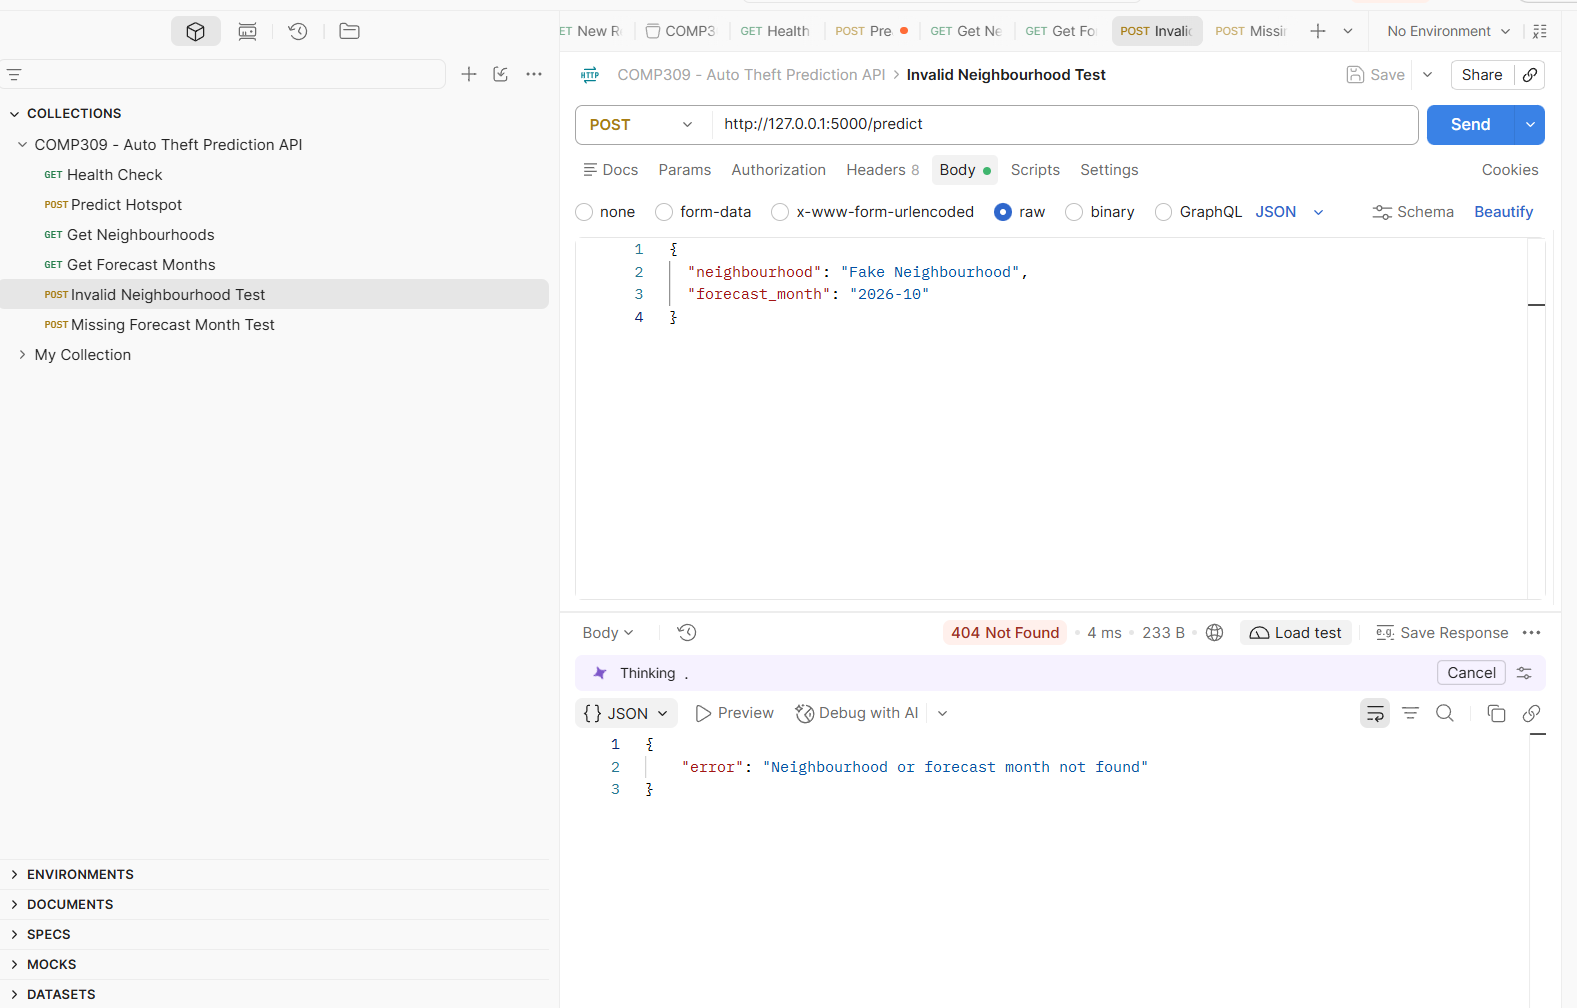 COLLECTIONS
COMP309 - Auto Theft Prediction API
GET Health Check
POST Predict Hotspot
GET Get Neighbourhoods
GET Get Forecast Months
POST Invalid Neighbourhood Test
POST Missing Forecast Month Test
My Collection
ENVIRONMENTS
DOCUMENTS
SPECS
MOCKS
DATASETS
ET New R COMP3 GET Health POST Pre GET Get Ne GET Get Fo POST Invali POST Missi No Environment
HTTP COMP309 - Auto Theft Prediction API > Invalid Neighbourhood Test Save Share
POST http://127.0.0.1:5000/predict Send
Docs Params Authorization Headers 8 Body Scripts Settings Cookies
none form-data x-www-form-urlencoded raw binary GraphQL JSON Schema Beautify
1 {
2 "neighbourhood": "Fake Neighbourhood",
3 "forecast_month": "2026-10"
4 }
Body 404 Not Found • 4 ms • 233 B • Load test e.g. Save Response
Thinking . Cancel
{} JSON Preview Debug with AI
1 {
2 "error": "Neighbourhood or forecast month not found"
3 }